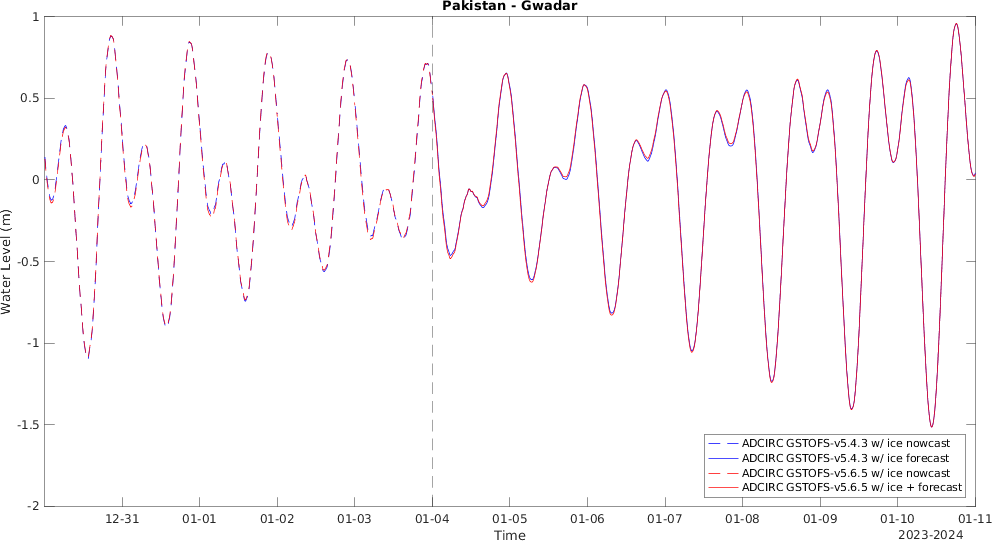 Pakistan - Gwadar
1
0.5
0
-0.5
-1
-1.5
-2
Water Level (m)
ADCIRC GSTOFS-v5.4.3 w/ ice nowcast
ADCIRC GSTOFS-v5.4.3 w/ ice forecast
ADCIRC GSTOFS-v5.6.5 w/ ice nowcast
ADCIRC GSTOFS-v5.6.5 w/ ice + forecast
12-31 01-01 01-02 01-03 01-04 01-05 01-06 01-07 01-08 01-09 01-10 01-11
Time
2023-2024